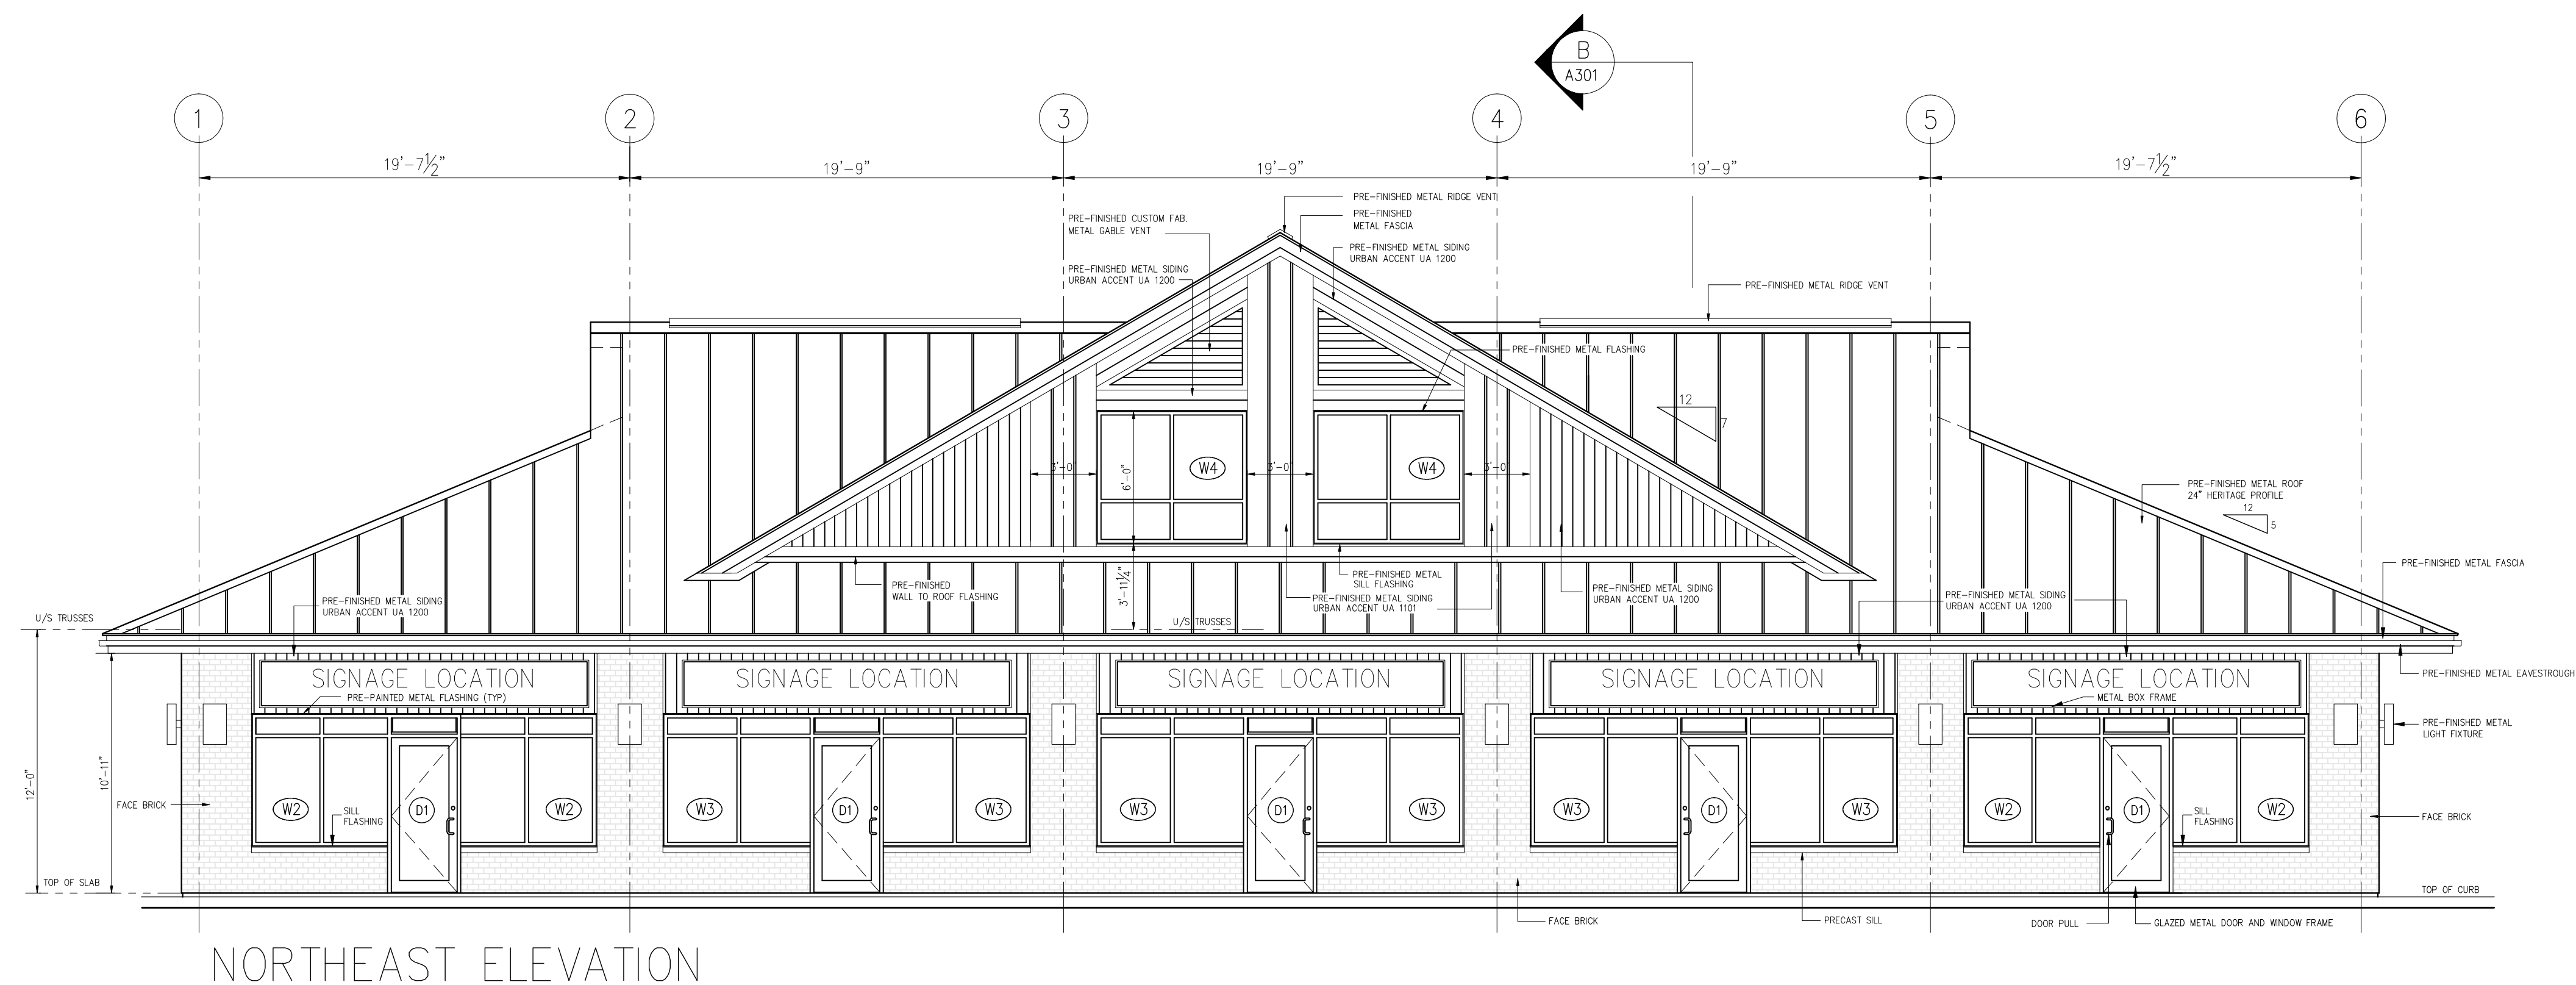 B
A301
1
2
3
4
5
6
19'-7½"
19'-9"
19'-9"
19'-9"
19'-7½"
PRE-FINISHED METAL RIDGE VENT
PRE-FINISHED
METAL FASCIA
PRE-FINISHED CUSTOM FAB.
METAL GABLE VENT
PRE-FINISHED METAL SIDING
URBAN ACCENT UA 1200
PRE-FINISHED METAL SIDING
URBAN ACCENT UA 1200
PRE-FINISHED METAL RIDGE VENT
PRE-FINISHED METAL FLASHING
12
7
W4
W4
3'-0"
3'-0"
3'-0"
6'-0"
3'-11¼"
PRE-FINISHED METAL ROOF
24" HERITAGE PROFILE
12
5
PRE-FINISHED METAL FASCIA
PRE-FINISHED
WALL TO ROOF FLASHING
PRE-FINISHED METAL
SILL FLASHING
PRE-FINISHED METAL SIDING
URBAN ACCENT UA 1101
PRE-FINISHED METAL SIDING
URBAN ACCENT UA 1200
PRE-FINISHED METAL SIDING
URBAN ACCENT UA 1200
PRE-FINISHED METAL SIDING
URBAN ACCENT UA 1200
U/S TRUSSES
U/S TRUSSES
SIGNAGE LOCATION
SIGNAGE LOCATION
SIGNAGE LOCATION
SIGNAGE LOCATION
SIGNAGE LOCATION
PRE-PAINTED METAL FLASHING (TYP)
METAL BOX FRAME
PRE-FINISHED METAL EAVESTROUGH
PRE-FINISHED METAL
LIGHT FIXTURE
12'-0"
10'-11"
FACE BRICK
W2
SILL
FLASHING
D1
W2
W3
D1
W3
W3
D1
W3
W3
D1
W3
W2
D1
SILL
FLASHING
W2
FACE BRICK
TOP OF SLAB
TOP OF CURB
FACE BRICK
PRECAST SILL
DOOR PULL
GLAZED METAL DOOR AND WINDOW FRAME
NORTHEAST ELEVATION